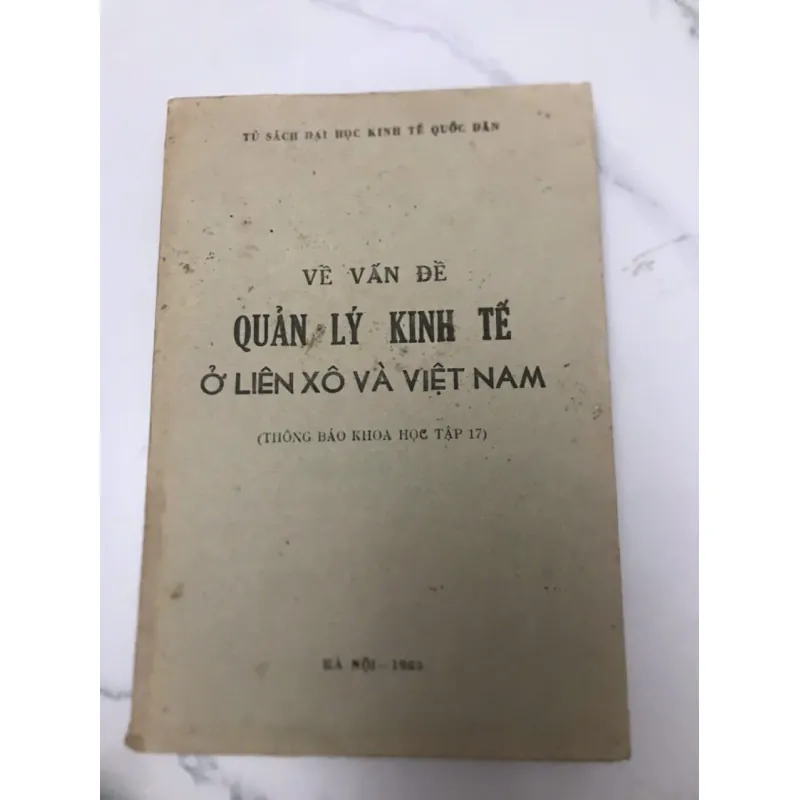 TỦ SÁCH ĐẠI HỌC KINH TẾ QUỐC DÂN
VỀ VẤN ĐỀ
QUẢN LÝ KINH TẾ
Ở LIÊN XÔ VÀ VIỆT NAM
(THÔNG BÁO KHOA HỌC TẬP 17)
HÀ NỘI –